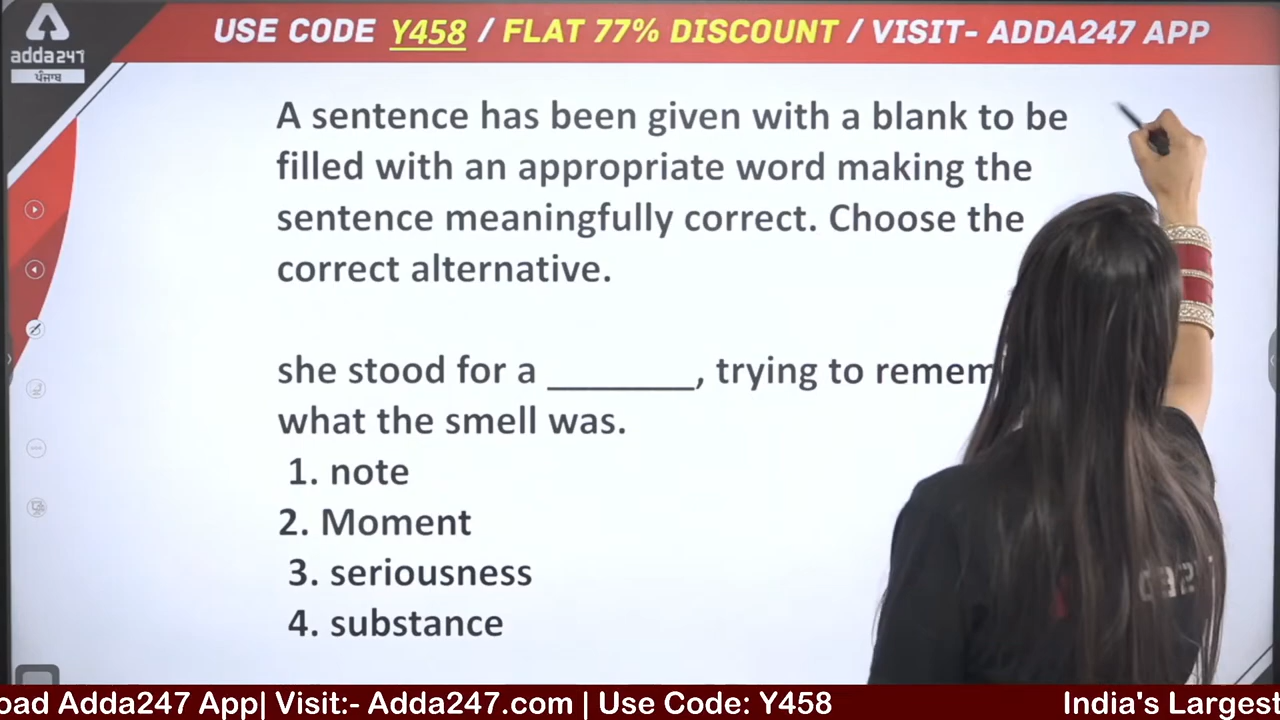 USE CODE Y458 / FLAT 77% DISCOUNT / VISIT- ADDA247 APP
adda247
ਪੰਜਾਬ
A sentence has been given with a blank to be
filled with an appropriate word making the
sentence meaningfully correct. Choose the
correct alternative.
she stood for a _______, trying to remem
what the smell was.
1. note
2. Moment
3. seriousness
4. substance
oad Adda247 App| Visit:- Adda247.com | Use Code: Y458
India's Largest